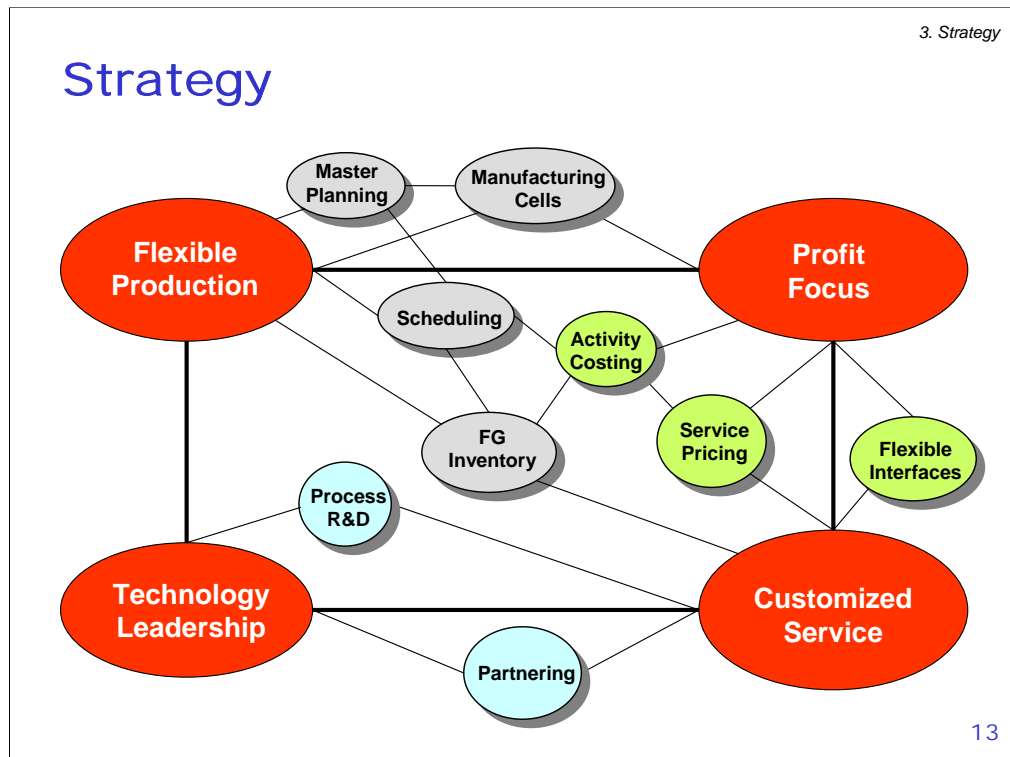 3. Strategy
Strategy
Master
Planning
Manufacturing
Cells
Flexible
Production
Profit
Focus
Scheduling
Activity
Costing
FG
Inventory
Service
Pricing
Flexible
Interfaces
Process
R&D
Technology
Leadership
Customized
Service
Partnering
13